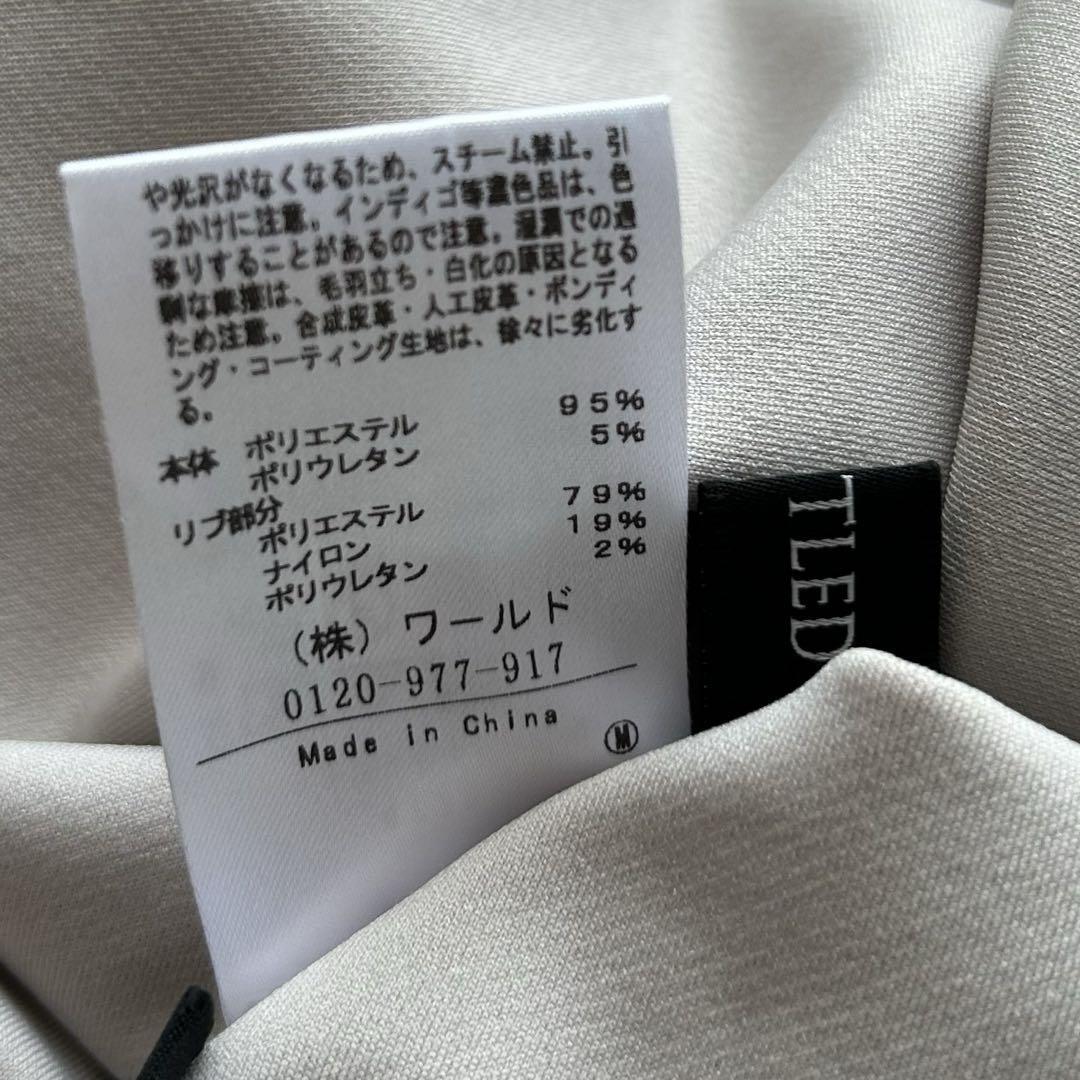 や光沢がなくなるため、スチーム禁止。引
っかけに注意。インディゴ等濃色品は、色
移りすることがあるので注意。湿潤での過
剰な摩擦は、毛羽立ち・白化の原因となる
ため注意。合成皮革・人工皮革・ボンディ
ング・コーティング生地は、徐々に劣化す
る。
本体 ポリエステル 95%
ポリウレタン 5%
リブ部分
ポリエステル 79%
ナイロン 19%
ポリウレタン 2%
(株) ワールド
0120-977-917
Made in China
M
TLED